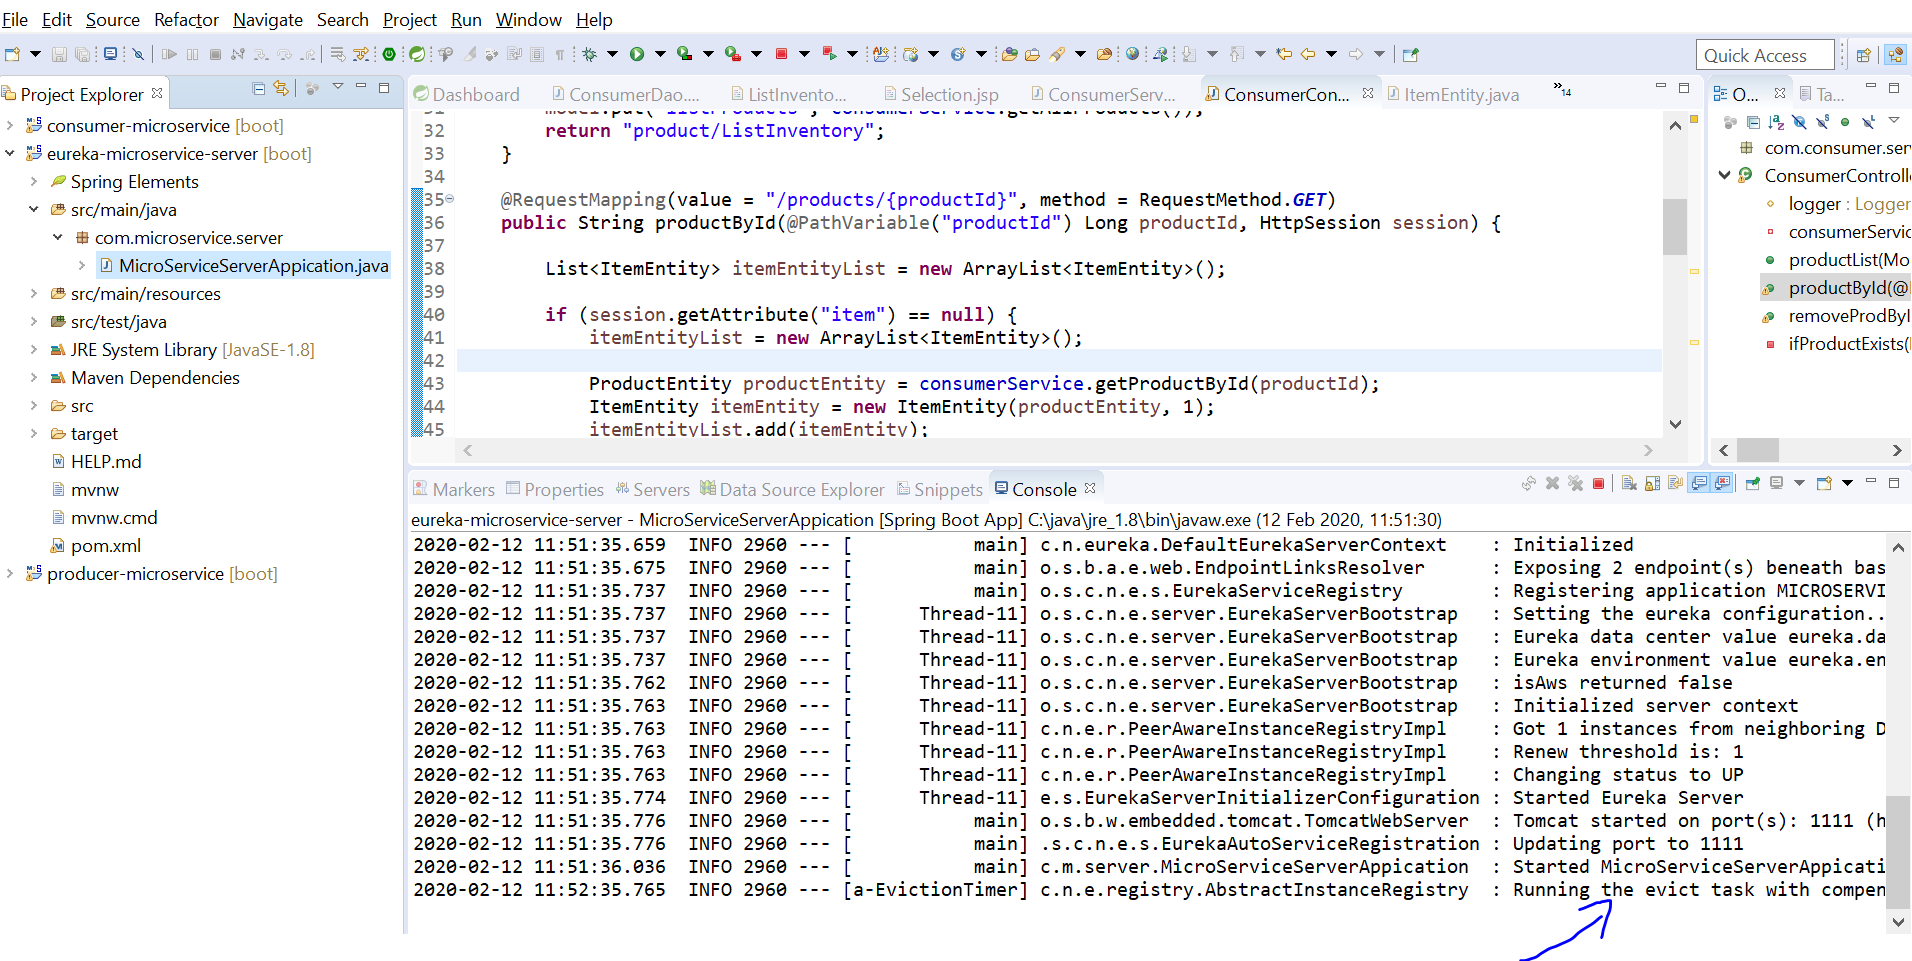 File Edit Source Refactor Navigate Search Project Run Window Help
Quick Access
Project Explorer
consumer-microservice [boot]
eureka-microservice-server [boot]
Spring Elements
src/main/java
com.microservice.server
MicroServiceServerAppication.java
src/main/resources
src/test/java
JRE System Library [JavaSE-1.8]
Maven Dependencies
src
target
HELP.md
mvnw
mvnw.cmd
pom.xml
producer-microservice [boot]
Dashboard ConsumerDao.... ListInvento... Selection.jsp ConsumerServ... ConsumerCon... ItemEntity.java »14
32 return "product/ListInventory";
33 }
34
35 @RequestMapping(value = "/products/{productId}", method = RequestMethod.GET)
36 public String productById(@PathVariable("productId") Long productId, HttpSession session) {
37
38 List<ItemEntity> itemEntityList = new ArrayList<ItemEntity>();
39
40 if (session.getAttribute("item") == null) {
41 itemEntityList = new ArrayList<ItemEntity>();
42
43 ProductEntity productEntity = consumerService.getProductById(productId);
44 ItemEntity itemEntity = new ItemEntity(productEntity, 1);
45 itemEntityList.add(itemEntity);
O... Ta...
com.consumer.ser
ConsumerControll
logger : Logger
consumerServic
productList(Mo
productById(@
removeProdByI
ifProductExists(
Markers Properties Servers Data Source Explorer Snippets Console
eureka-microservice-server - MicroServiceServerAppication [Spring Boot App] C:\java\jre_1.8\bin\javaw.exe (12 Feb 2020, 11:51:30)
2020-02-12 11:51:35.659 INFO 2960 --- [ main] c.n.eureka.DefaultEurekaServerContext : Initialized
2020-02-12 11:51:35.675 INFO 2960 --- [ main] o.s.b.a.e.web.EndpointLinksResolver : Exposing 2 endpoint(s) beneath bas
2020-02-12 11:51:35.737 INFO 2960 --- [ main] o.s.c.n.e.s.EurekaServiceRegistry : Registering application MICROSERVI
2020-02-12 11:51:35.737 INFO 2960 --- [ Thread-11] o.s.c.n.e.server.EurekaServerBootstrap : Setting the eureka configuration..
2020-02-12 11:51:35.737 INFO 2960 --- [ Thread-11] o.s.c.n.e.server.EurekaServerBootstrap : Eureka data center value eureka.da
2020-02-12 11:51:35.737 INFO 2960 --- [ Thread-11] o.s.c.n.e.server.EurekaServerBootstrap : Eureka environment value eureka.en
2020-02-12 11:51:35.762 INFO 2960 --- [ Thread-11] o.s.c.n.e.server.EurekaServerBootstrap : isAws returned false
2020-02-12 11:51:35.763 INFO 2960 --- [ Thread-11] o.s.c.n.e.server.EurekaServerBootstrap : Initialized server context
2020-02-12 11:51:35.763 INFO 2960 --- [ Thread-11] c.n.e.r.PeerAwareInstanceRegistryImpl : Got 1 instances from neighboring D
2020-02-12 11:51:35.763 INFO 2960 --- [ Thread-11] c.n.e.r.PeerAwareInstanceRegistryImpl : Renew threshold is: 1
2020-02-12 11:51:35.763 INFO 2960 --- [ Thread-11] c.n.e.r.PeerAwareInstanceRegistryImpl : Changing status to UP
2020-02-12 11:51:35.774 INFO 2960 --- [ Thread-11] e.s.EurekaServerInitializerConfiguration : Started Eureka Server
2020-02-12 11:51:35.776 INFO 2960 --- [ main] o.s.b.w.embedded.tomcat.TomcatWebServer : Tomcat started on port(s): 1111 (h
2020-02-12 11:51:35.776 INFO 2960 --- [ main] .s.c.n.e.s.EurekaAutoServiceRegistration : Updating port to 1111
2020-02-12 11:51:36.036 INFO 2960 --- [ main] c.m.server.MicroServiceServerAppication : Started MicroServiceServerAppicati
2020-02-12 11:52:35.765 INFO 2960 --- [a-EvictionTimer] c.n.e.registry.AbstractInstanceRegistry : Running the evict task with compen